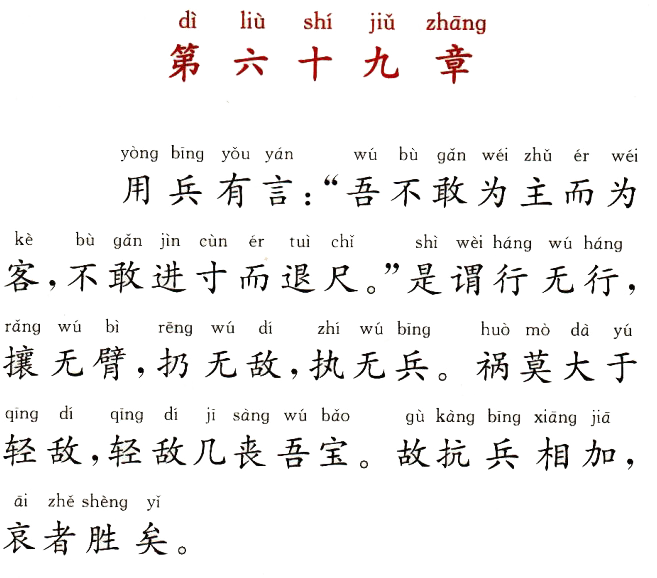 dì liù shí jiǔ zhāng
第六十九章
yòng bīng yǒu yán wú bù gǎn wéi zhǔ ér wéi
用兵有言：“吾不敢为主而为
kè bù gǎn jìn cùn ér tuì chǐ shì wèi háng wú háng
客，不敢进寸而退尺。”是谓行无行，
rǎng wú bì rēng wú dí zhí wú bīng huò mò dà yú
攘无臂，扔无敌，执无兵。祸莫大于
qīng dí qīng dí jī sàng wú bǎo gù kàng bīng xiāng jiā
轻敌，轻敌几丧吾宝。故抗兵相加，
āi zhě shèng yǐ
哀者胜矣。